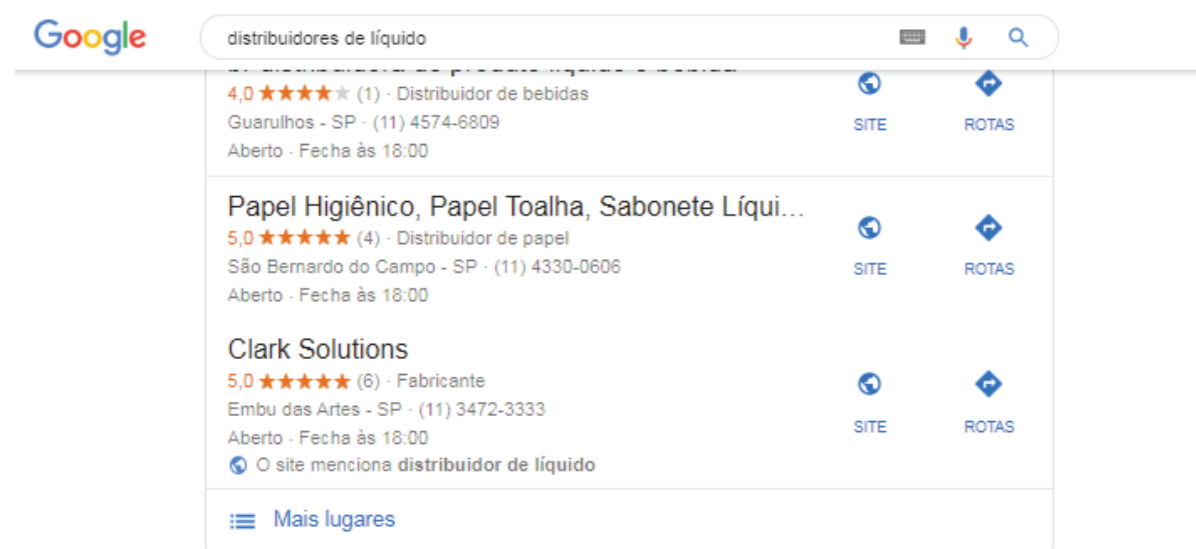 Google
distribuidores de líquido
4,0 (1) · Distribuidor de bebidas
Guarulhos - SP · (11) 4574-6809
Aberto · Fecha às 18:00
SITE
ROTAS
Papel Higiênico, Papel Toalha, Sabonete Líqui...
5,0 (4) · Distribuidor de papel
São Bernardo do Campo - SP · (11) 4330-0606
Aberto · Fecha às 18:00
SITE
ROTAS
Clark Solutions
5,0 (6) · Fabricante
Embu das Artes - SP · (11) 3472-3333
Aberto · Fecha às 18:00
O site menciona distribuidor de líquido
SITE
ROTAS
Mais lugares